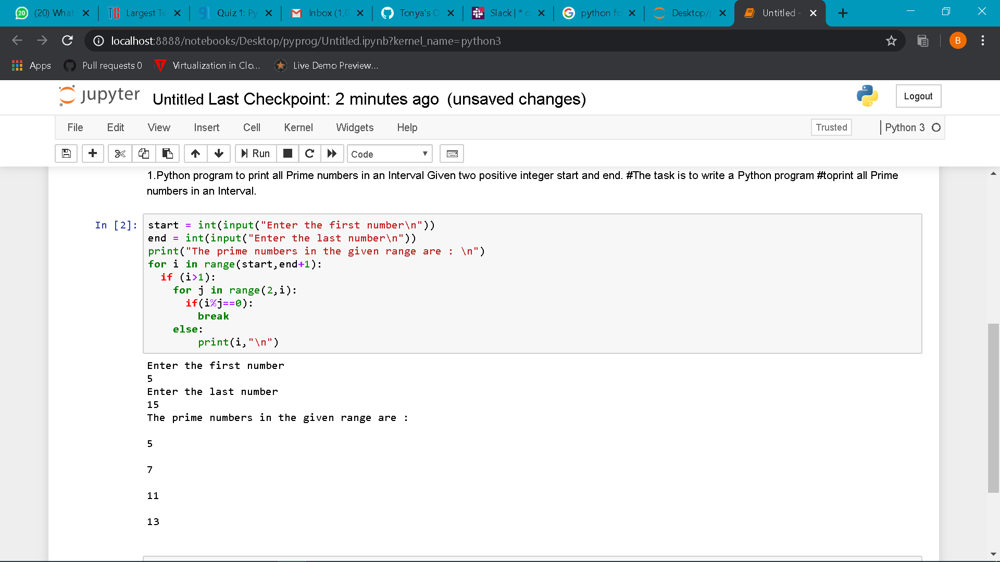 (20) What
Largest Te
Quiz 1: Py
Inbox (1,0
Tonya's O
Slack | * c
python fo
Desktop/
Untitled -
localhost:8888/notebooks/Desktop/pyprog/Untitled.ipynb?kernel_name=python3
B
Apps
Pull requests 0
Virtualization in Clo...
Live Demo Preview...
jupyter Untitled Last Checkpoint: 2 minutes ago (unsaved changes)
Logout
File Edit View Insert Cell Kernel Widgets Help
Trusted
Python 3
Run
Code
1.Python program to print all Prime numbers in an Interval Given two positive integer start and end. #The task is to write a Python program #toprint all Prime
numbers in an Interval.
In [2]:
start = int(input("Enter the first number\n"))
end = int(input("Enter the last number\n"))
print("The prime numbers in the given range are : \n")
for i in range(start,end+1):
  if (i>1):
    for j in range(2,i):
      if(i%j==0):
        break
    else:
        print(i,"\n")
Enter the first number
5
Enter the last number
15
The prime numbers in the given range are :
5
7
11
13